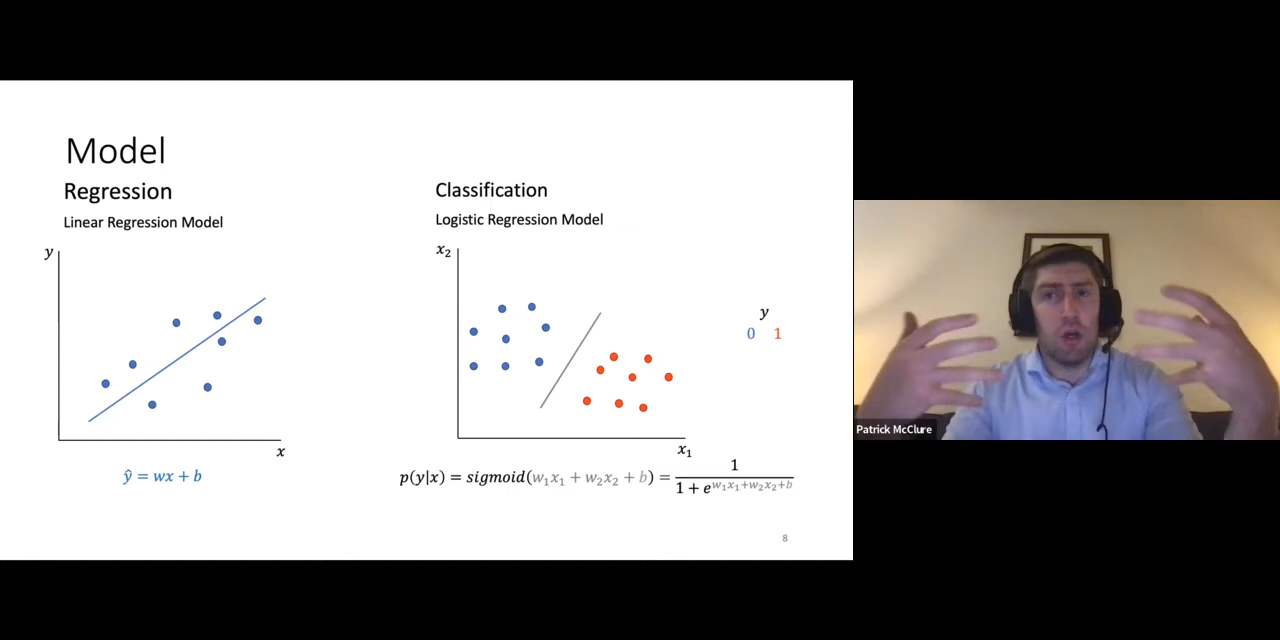 Model
Regression
Linear Regression Model
y
x
ŷ = wx + b
Classification
Logistic Regression Model
x₂
x₁
y
0 1
p(y|x) = sigmoid(w₁x₁ + w₂x₂ + b) = 1 / (1 + e^(w₁x₁+w₂x₂+b))
8
Patrick McClure